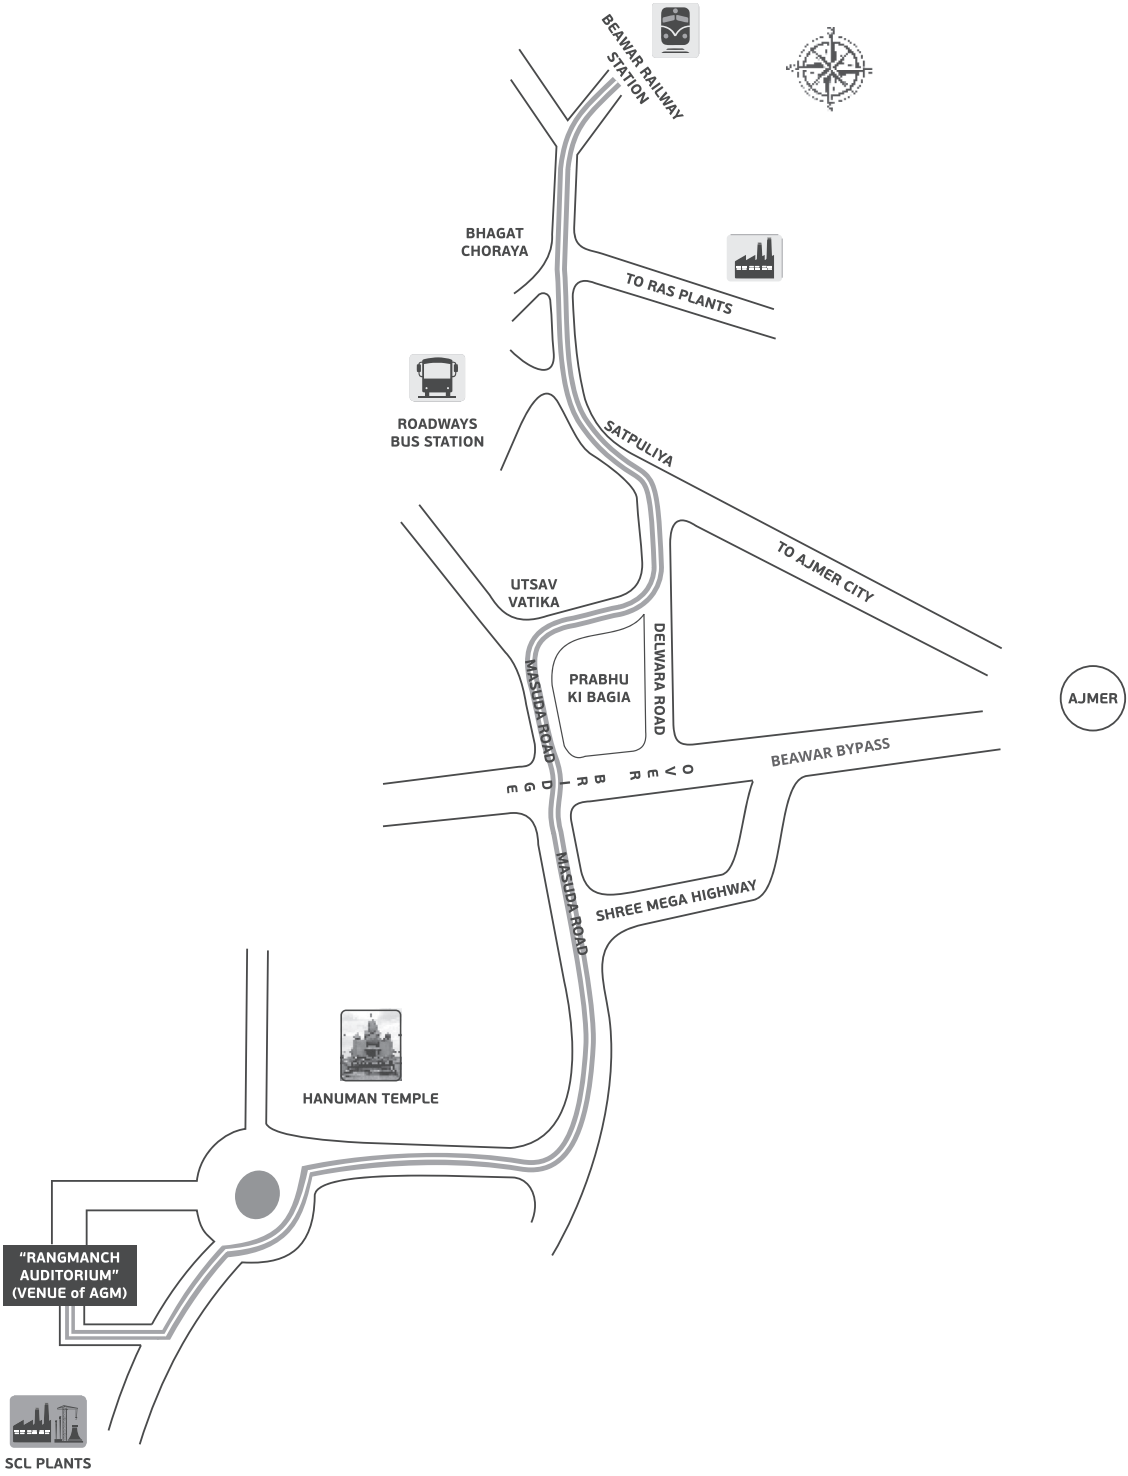 BEAWAR RAILWAY
STATION
BHAGAT
CHORAYA
TO RAS PLANTS
ROADWAYS
BUS STATION
SATPULIYA
TO AJMER CITY
UTSAV
VATIKA
MASUDA ROAD
PRABHU
KI BAGIA
DELWARA ROAD
AJMER
BEAWAR BYPASS
OVER BRIDGE
MASUDA ROAD
SHREE MEGA HIGHWAY
HANUMAN TEMPLE
“RANGMANCH
AUDITORIUM”
(VENUE of AGM)
SCL PLANTS